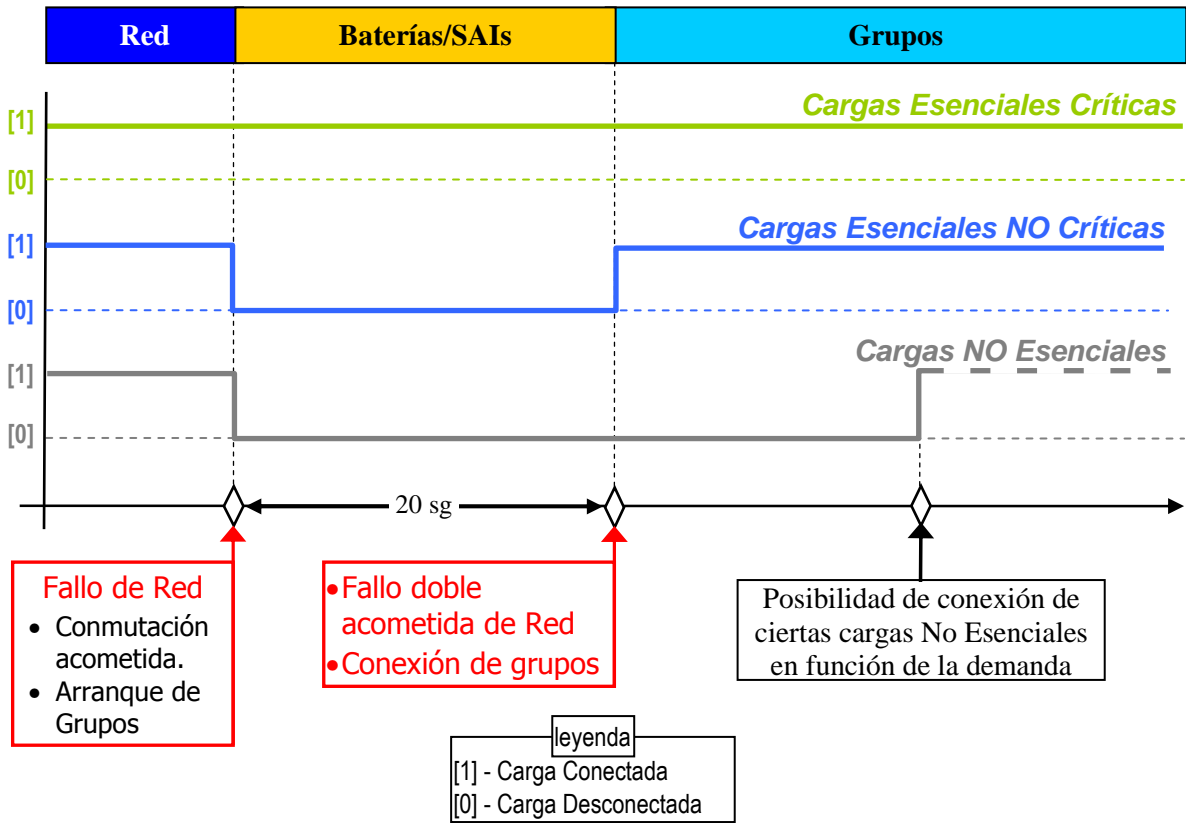 Red Baterías/SAIs Grupos
Cargas Esenciales Críticas
[1]
[0]
Cargas Esenciales NO Críticas
[1]
[0]
Cargas NO Esenciales
[1]
[0]
20 sg
Fallo de Red
• Conmutación
acometida.
• Arranque de
Grupos
• Fallo doble
acometida de Red
• Conexión de grupos
Posibilidad de conexión de
ciertas cargas No Esenciales
en función de la demanda
leyenda
[1] - Carga Conectada
[0] - Carga Desconectada